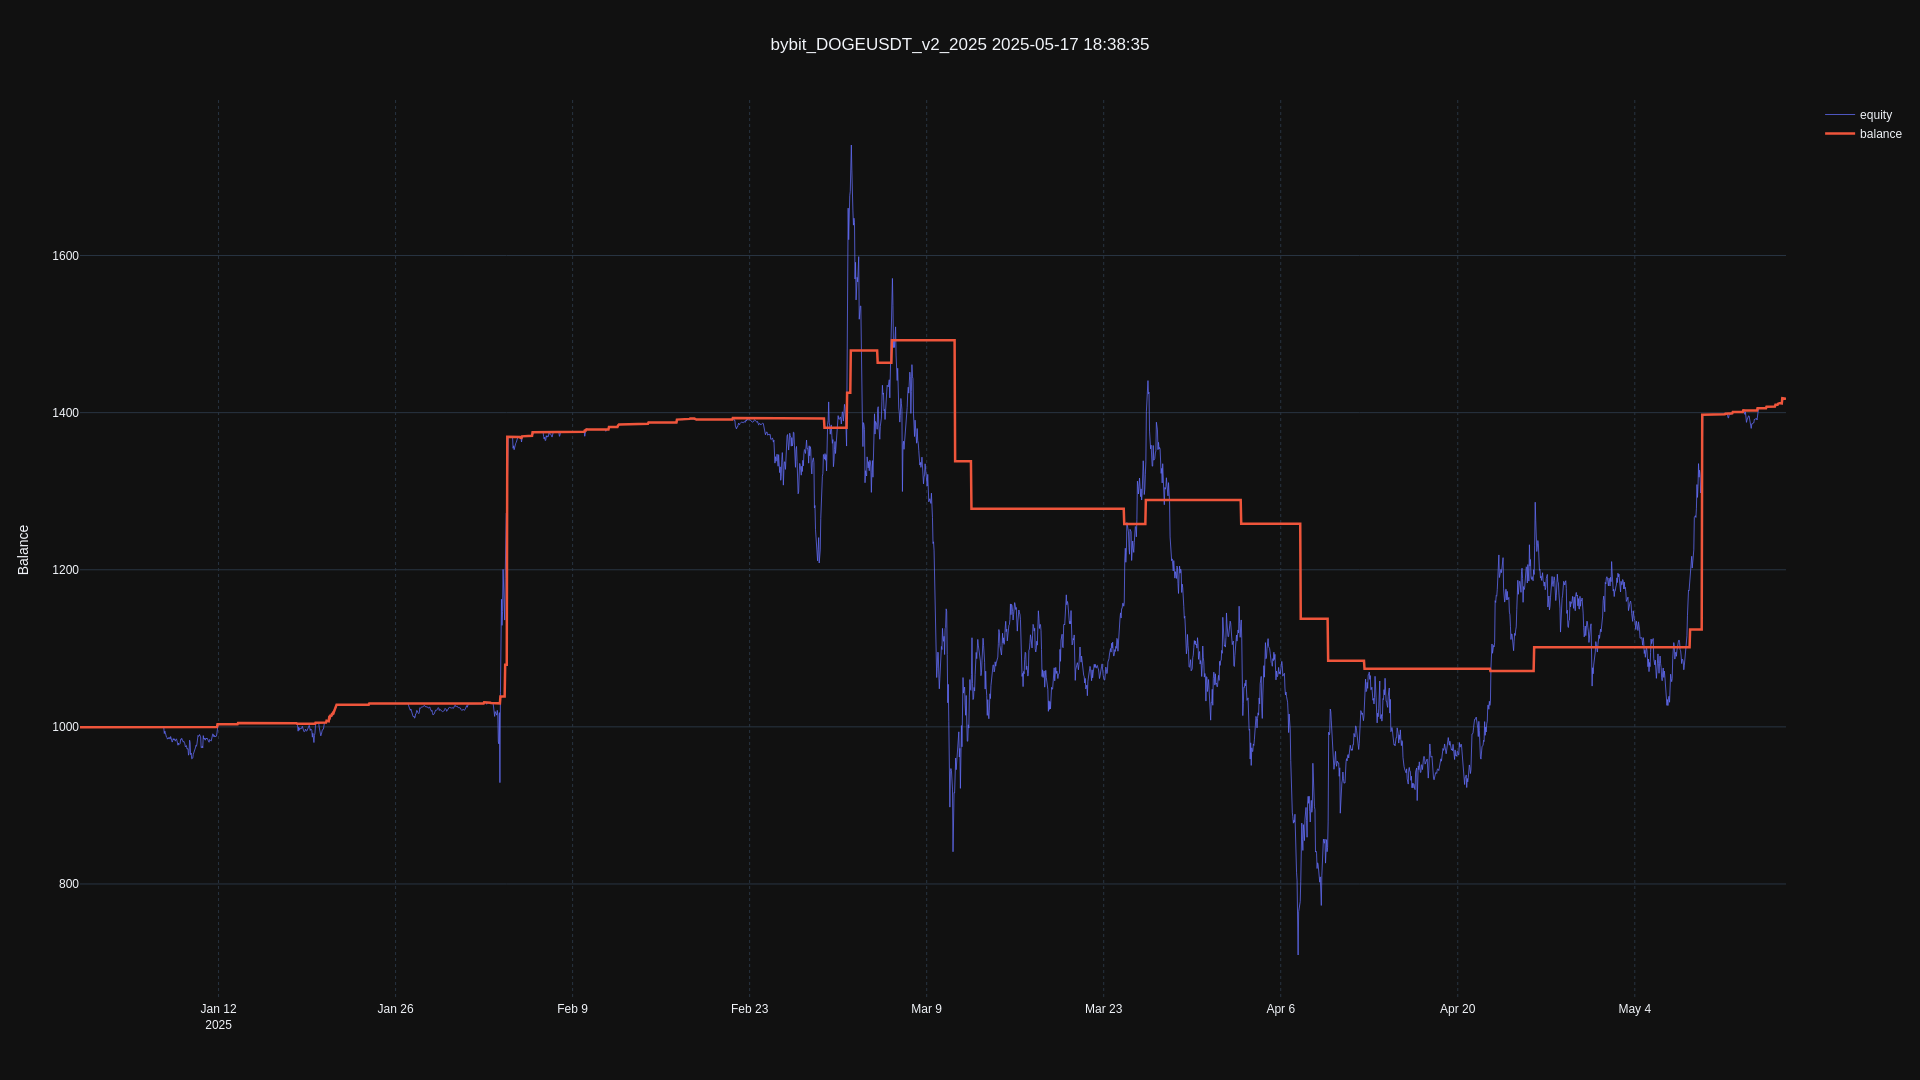 bybit_DOGEUSDT_v2_2025 2025-05-17 18:38:35
equity
balance
Balance
1600
1400
1200
1000
800
Jan 12
2025
Jan 26
Feb 9
Feb 23
Mar 9
Mar 23
Apr 6
Apr 20
May 4